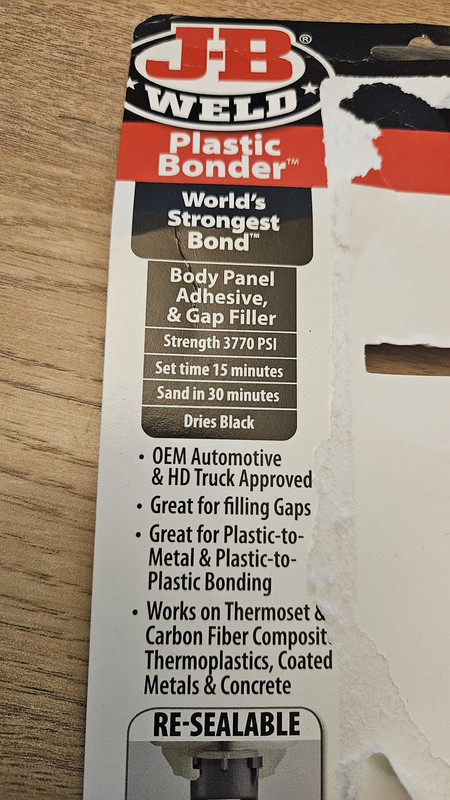 J-B
®
WELD
Plastic
Bonder™
World's
Strongest
Bond™
Body Panel
Adhesive,
& Gap Filler
Strength 3770 PSI
Set time 15 minutes
Sand in 30 minutes
Dries Black
• OEM Automotive
& HD Truck Approved
• Great for filling Gaps
• Great for Plastic-to-
Metal & Plastic-to-
Plastic Bonding
• Works on Thermoset &
Carbon Fiber Composit
Thermoplastics, Coated
Metals & Concrete
RE-SEALABLE